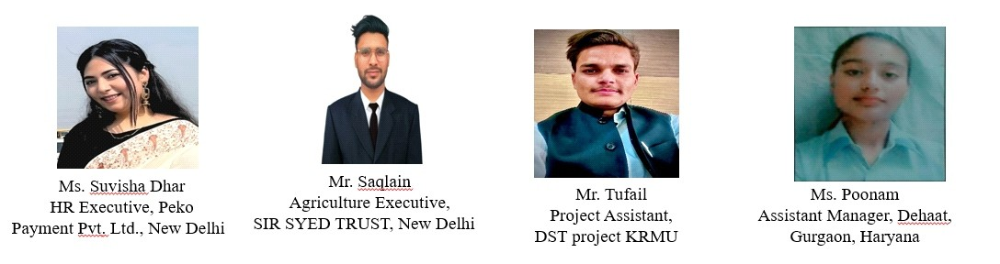 Ms. Suvisha Dhar
HR Executive, Peko
Payment Pvt. Ltd., New Delhi
Mr. Saqlain
Agriculture Executive,
SIR SYED TRUST, New Delhi
Mr. Tufail
Project Assistant,
DST project KRMU
Ms. Poonam
Assistant Manager, Dehaat,
Gurgaon, Haryana